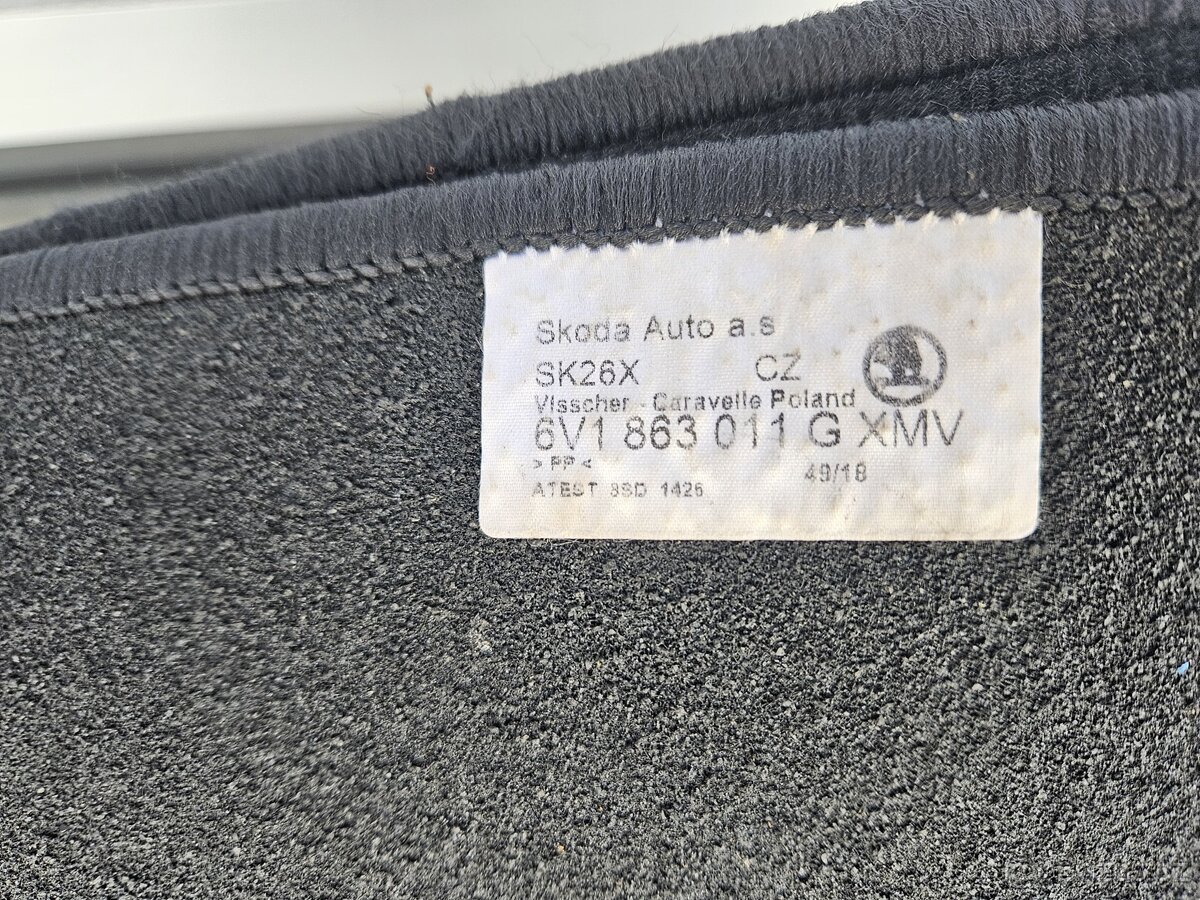 Skoda Auto a.s
SK26X CZ
Visscher - Caravelle Poland
6V1 863 011 G XMV
> PP < 49/18
ATEST 8SD 1426